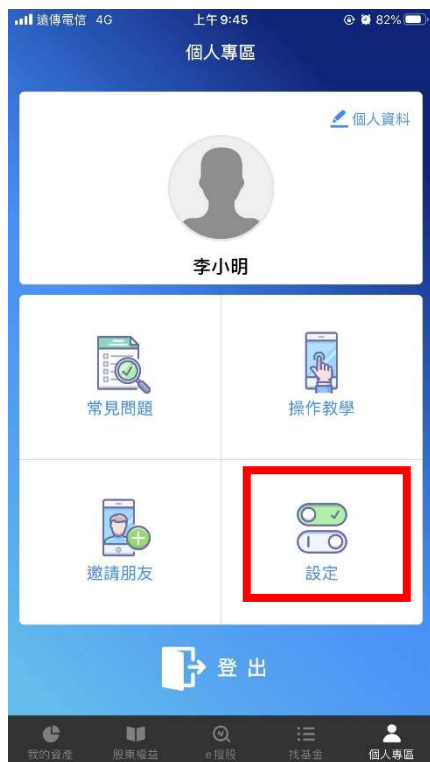 遠傳電信 4G 上午9:45 82%
個人專區
個人資料
李小明
常見問題 操作教學
邀請朋友 設定
登出
我的資產 股東權益 e搜股 找基金 個人專區